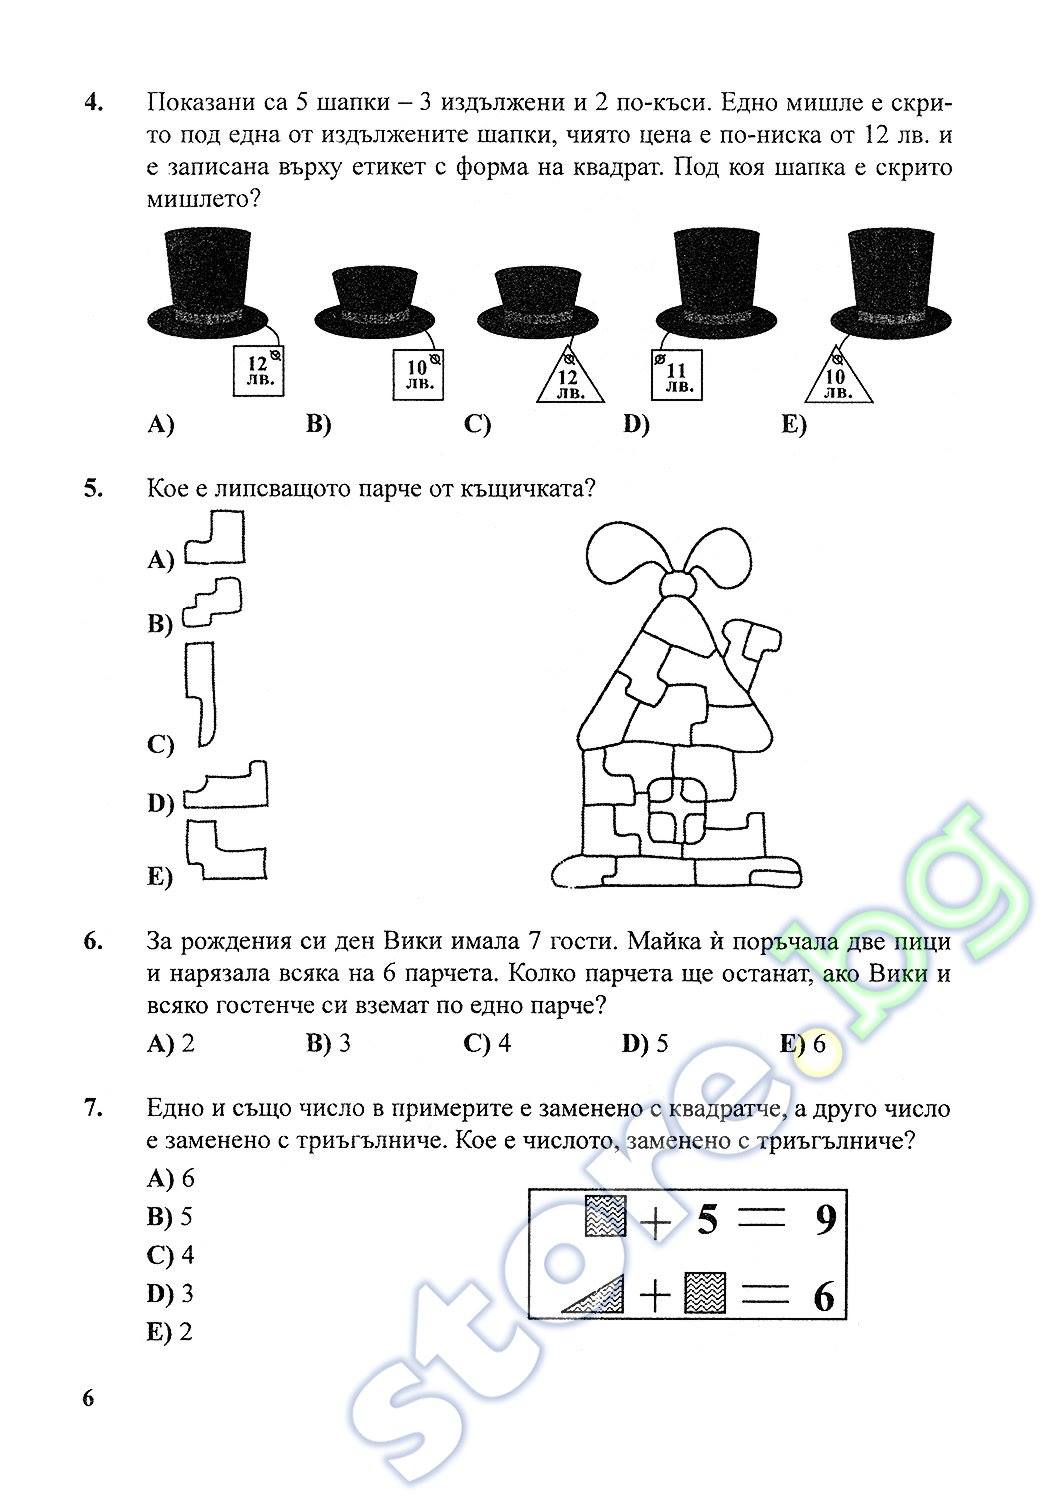 4. Показани са 5 шапки – 3 издължени и 2 по-къси. Едно мишле е скри-
то под една от издължените шапки, чиято цена е по-ниска от 12 лв. и
е записана върху етикет с форма на квадрат. Под коя шапка е скрито
мишлето?
12 лв. 10 лв. 12 лв. 11 лв. 10 лв.
A) B) C) D) E)
5. Кое е липсващото парче от къщичката?
A)
B)
C)
D)
E)
6. За рождения си ден Вики имала 7 гости. Майка ѝ поръчала две пици
и нарязала всяка на 6 парчета. Колко парчета ще останат, ако Вики и
всяко гостенче си вземат по едно парче?
A) 2 B) 3 C) 4 D) 5 E) 6
7. Едно и също число в примерите е заменено с квадратче, а друго число
е заменено с триъгълниче. Кое е числото, заменено с триъгълниче?
A) 6
B) 5
C) 4
D) 3
E) 2
+ 5 = 9
+ = 6
6
store.bg